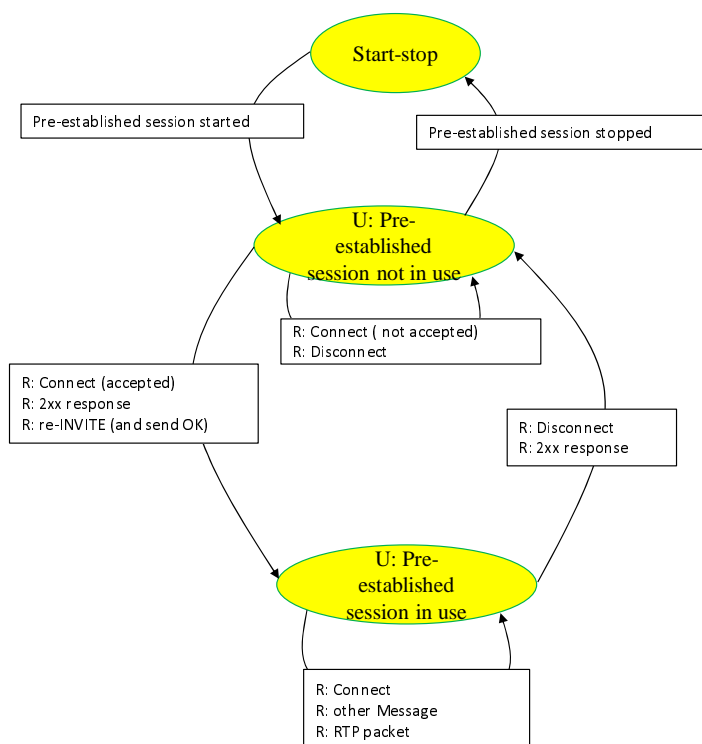 Start-stop
Pre-established session started
Pre-established session stopped
U: Pre-
established
session not in use
R: Connect ( not accepted)
R: Disconnect
R: Connect (accepted)
R: 2xx response
R: re-INVITE (and send OK)
R: Disconnect
R: 2xx response
U: Pre-
established
session in use
R: Connect
R: other Message
R: RTP packet